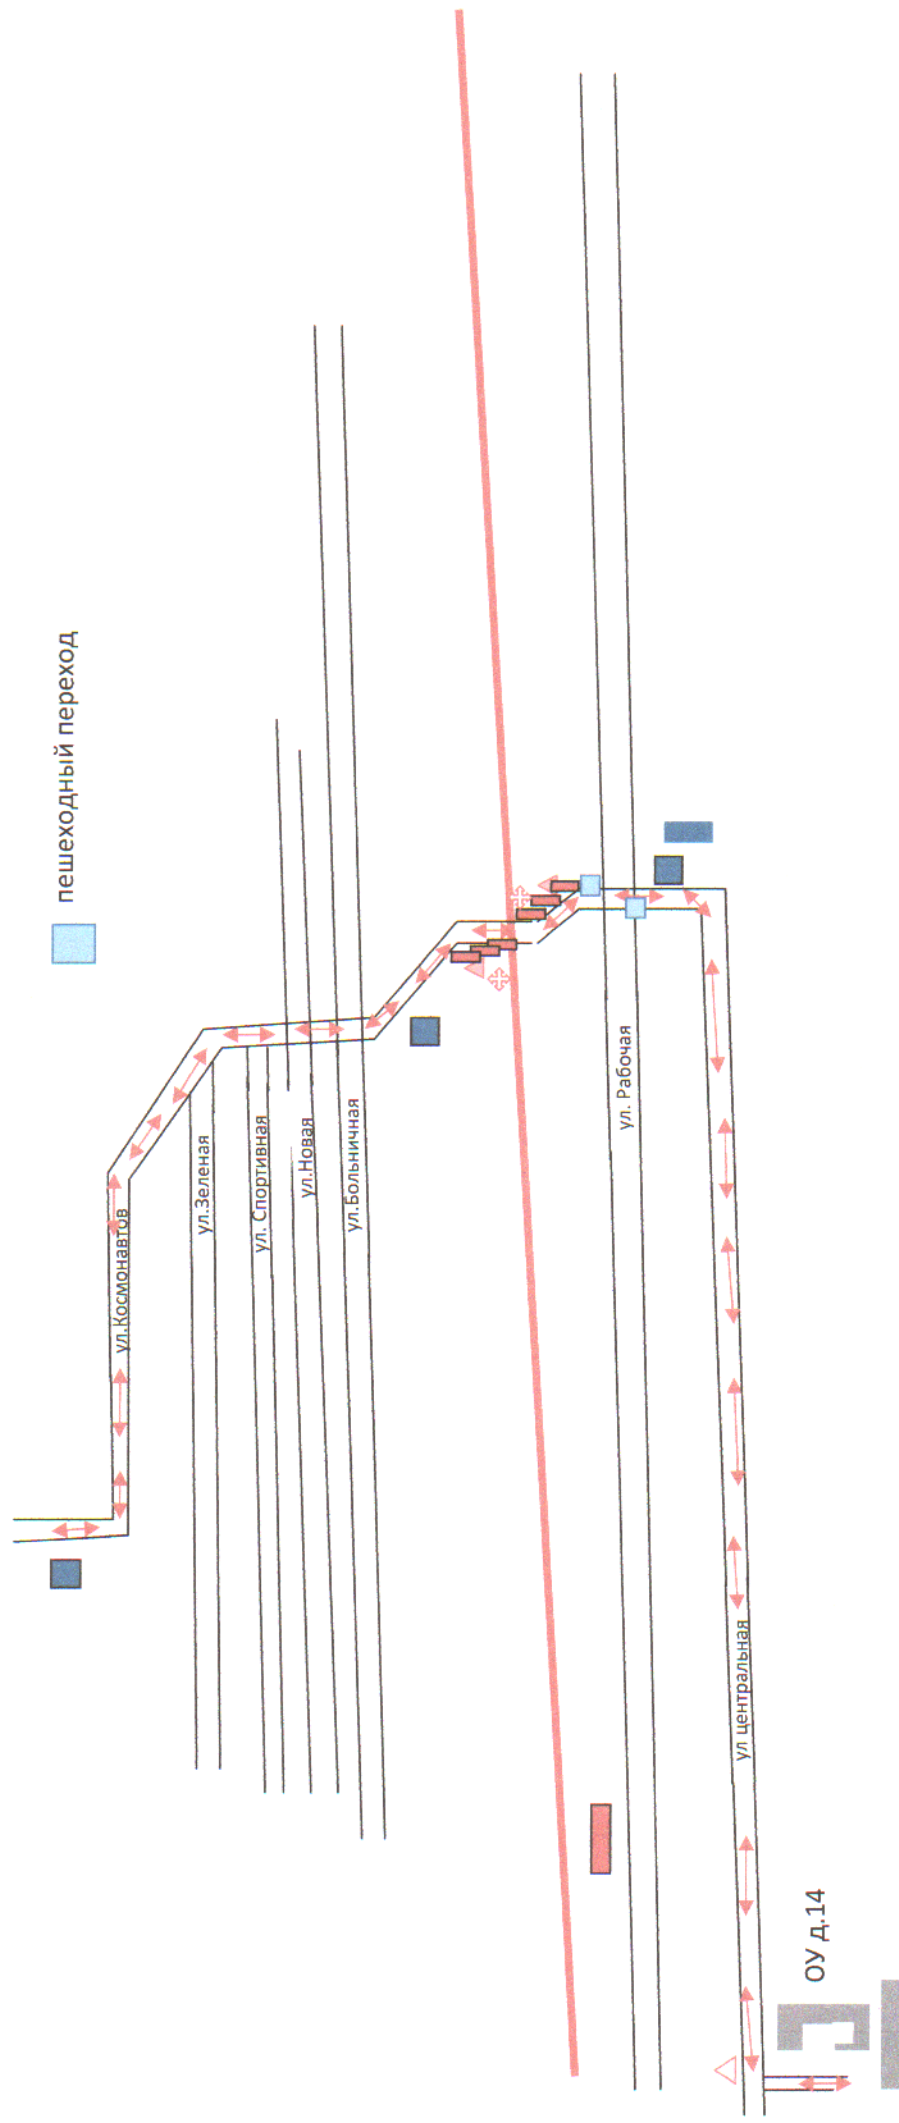 пешеходный переход
ул.Космонавтов
ул.Зеленая
ул. Спортивная
ул.Новая
ул.Больничная
ул. Рабочая
ул центральная
ОУ д.14